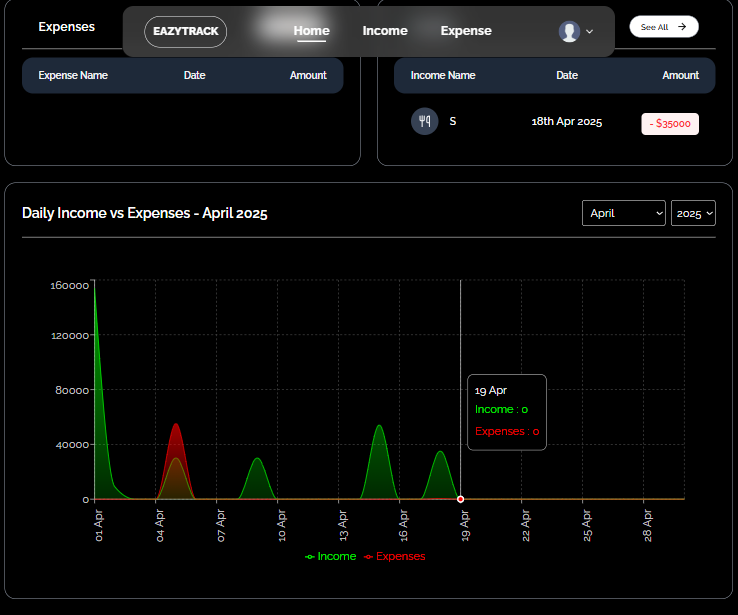 Expenses
EAZYTRACK
Home
Income
Expense
See All
Expense Name Date Amount
Income Name Date Amount
S 18th Apr 2025 - $35000
Daily Income vs Expenses - April 2025
April
2025
160000
120000
80000
40000
0
19 Apr
Income : 0
Expenses : 0
01 Apr
04 Apr
07 Apr
10 Apr
13 Apr
16 Apr
19 Apr
22 Apr
25 Apr
28 Apr
Income Expenses